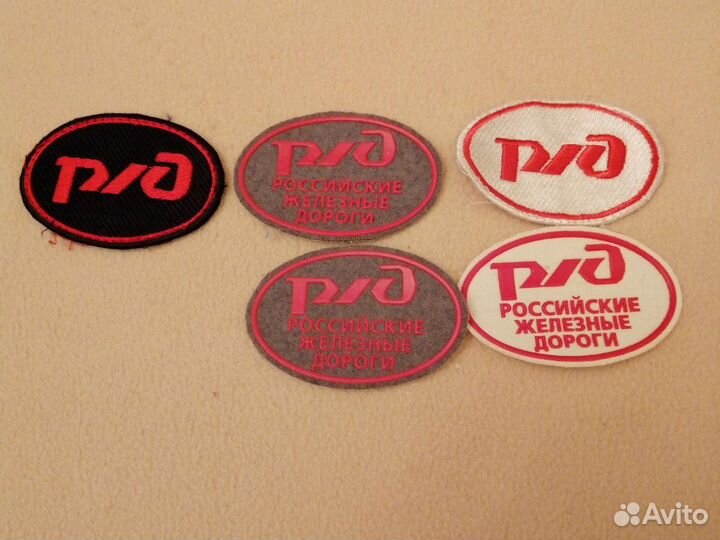 РЖД
РЖД
РОССИЙСКИЕ
ЖЕЛЕЗНЫЕ
ДОРОГИ
РЖД
РЖД
РОССИЙСКИЕ
ЖЕЛЕЗНЫЕ
ДОРОГИ
РЖД
РОССИЙСКИЕ
ЖЕЛЕЗНЫЕ
ДОРОГИ
Avito